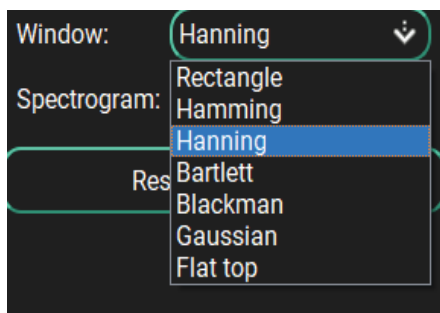 Window: Hanning
Rectangle
Spectrogram:
Hamming
Hanning
Res
Bartlett
Blackman
Gaussian
Flat top